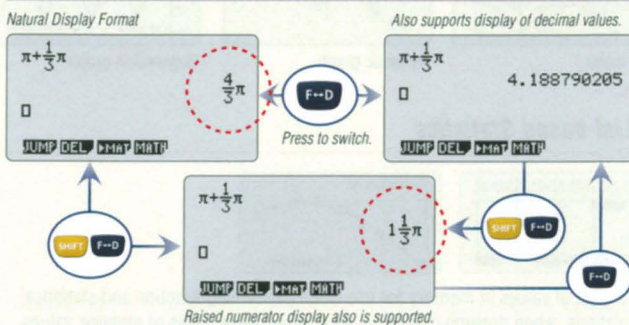 Natural Display Format
Also supports display of decimal values.
π+1/3π
4/3π
JUMP DEL ▶MAT MATH
F↔D
Press to switch.
π+1/3π
4.188790205
JUMP DEL ▶MAT MATH
SHIFT F↔D
π+1/3π
1 1/3π
JUMP DEL ▶MAT MATH
SHIFT F↔D
F↔D
Raised numerator display also is supported.